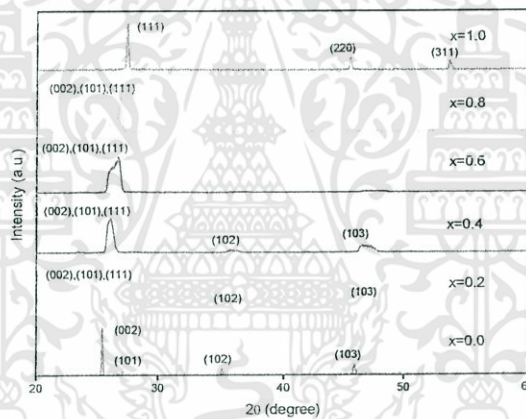 (111)
x=1.0
(220)
(311)
(002),(101),(111)
x=0.8
(002),(101),(111)
x=0.6
(002),(101),(111)
x=0.4
(102)
(103)
(002),(101),(111)
x=0.2
(102)
(103)
(002)
x=0.0
(101)
(102)
(103)
20
30
40
50
Intensity (a.u.)
2θ (degree)